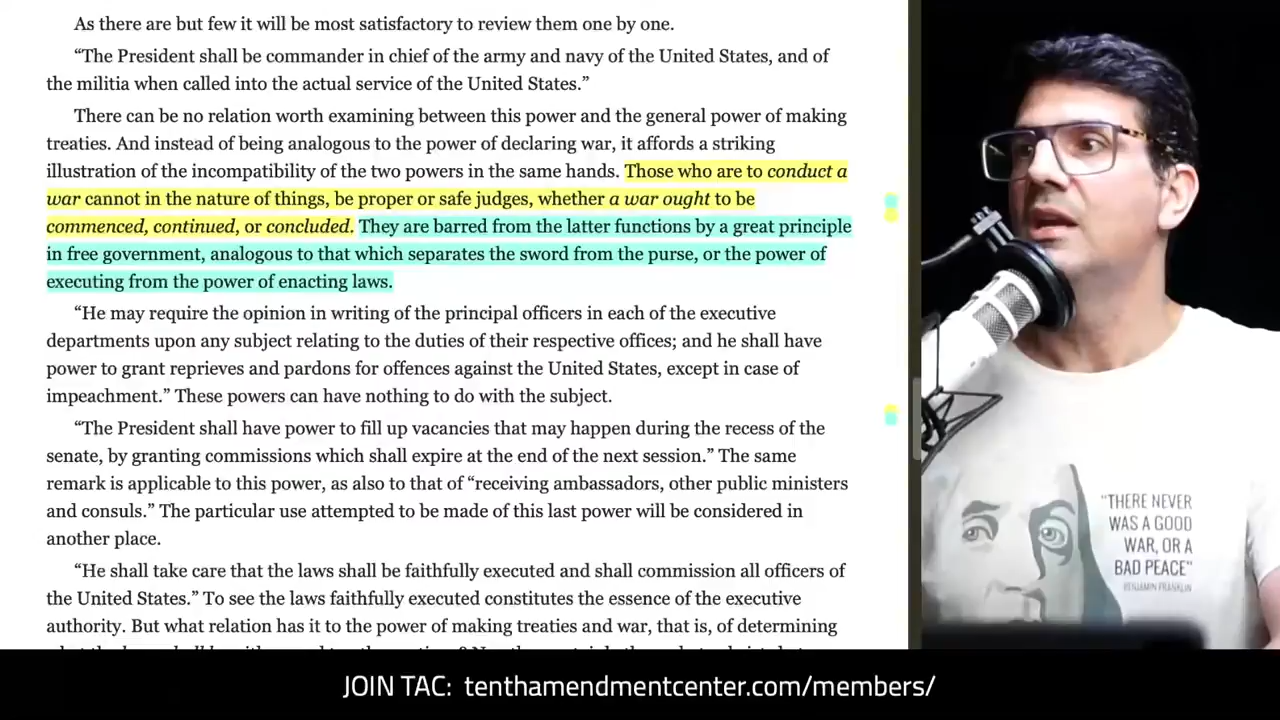 As there are but few it will be most satisfactory to review them one by one.
“The President shall be commander in chief of the army and navy of the United States, and of
the militia when called into the actual service of the United States.”
There can be no relation worth examining between this power and the general power of making
treaties. And instead of being analogous to the power of declaring war, it affords a striking
illustration of the incompatibility of the two powers in the same hands. Those who are to conduct a
war cannot in the nature of things, be proper or safe judges, whether a war ought to be
commenced, continued, or concluded. They are barred from the latter functions by a great principle
in free government, analogous to that which separates the sword from the purse, or the power of
executing from the power of enacting laws.
“He may require the opinion in writing of the principal officers in each of the executive
departments upon any subject relating to the duties of their respective offices; and he shall have
power to grant reprieves and pardons for offences against the United States, except in case of
impeachment.” These powers can have nothing to do with the subject.
“The President shall have power to fill up vacancies that may happen during the recess of the
senate, by granting commissions which shall expire at the end of the next session.” The same
remark is applicable to this power, as also to that of “receiving ambassadors, other public ministers
and consuls.” The particular use attempted to be made of this last power will be considered in
another place.
“He shall take care that the laws shall be faithfully executed and shall commission all officers of
the United States.” To see the laws faithfully executed constitutes the essence of the executive
authority. But what relation has it to the power of making treaties and war, that is, of determining
"THERE NEVER
WAS A GOOD
WAR, OR A
BAD PEACE"
BENJAMIN FRANKLIN
JOIN TAC: tenthamendmentcenter.com/members/